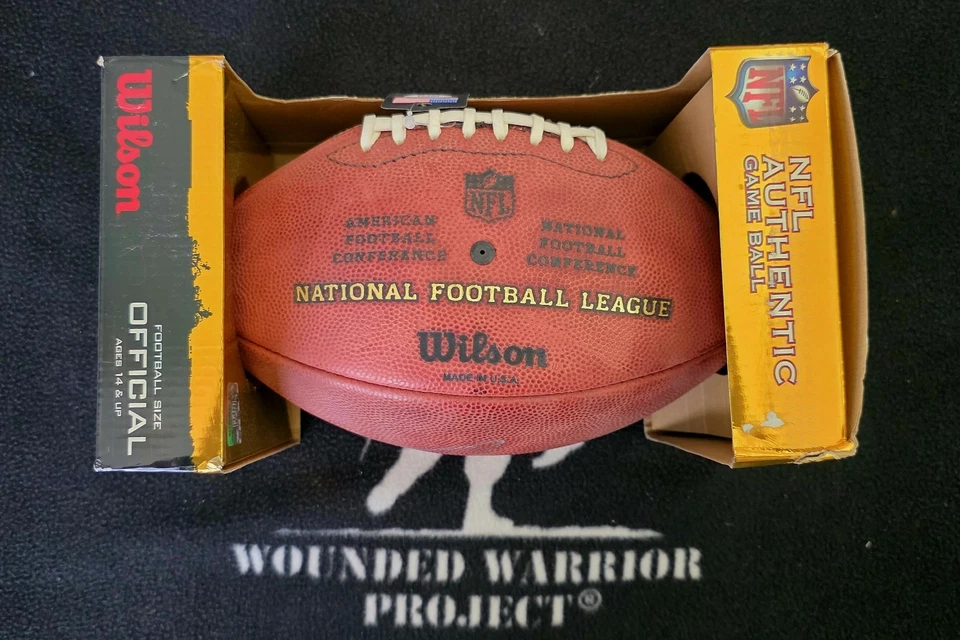 Wilson
FOOTBALL SIZE
OFFICIAL
AGES 14 & UP
NFL
AMERICAN
FOOTBALL
CONFERENCE
NATIONAL
FOOTBALL
CONFERENCE
NATIONAL FOOTBALL LEAGUE
Wilson
MADE IN U.S.A.
NFL
NFL
AUTHENTIC
GAME BALL
WOUNDED WARRIOR
PROJECT®